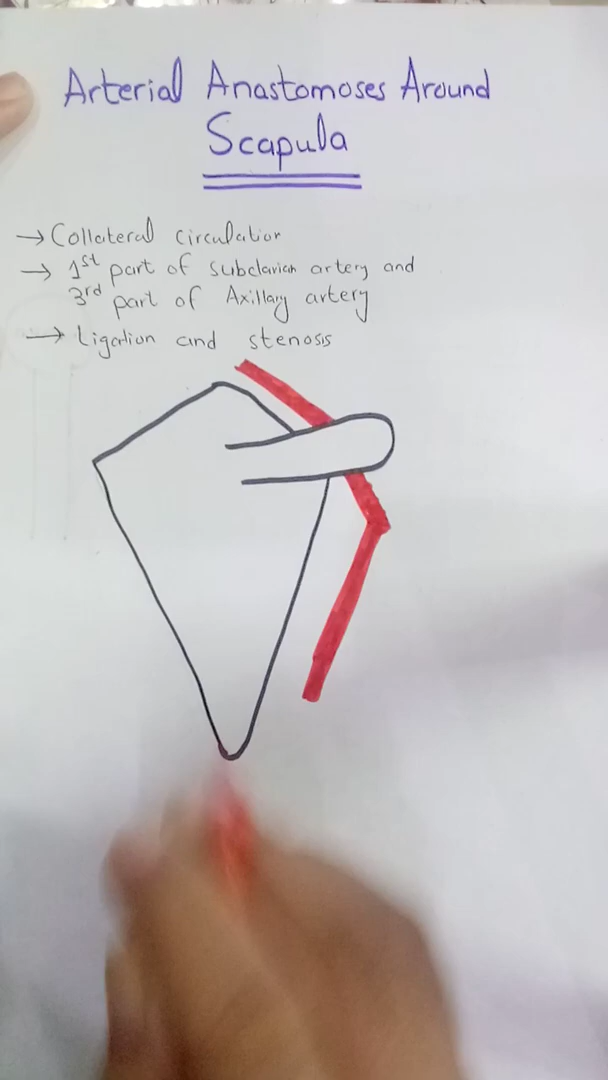 Arterial Anastomoses Around
Scapula
→ Collateral circulation
→ 1st part of subclavian artery and
3rd part of Axillary artery
→ Ligation and stenosis